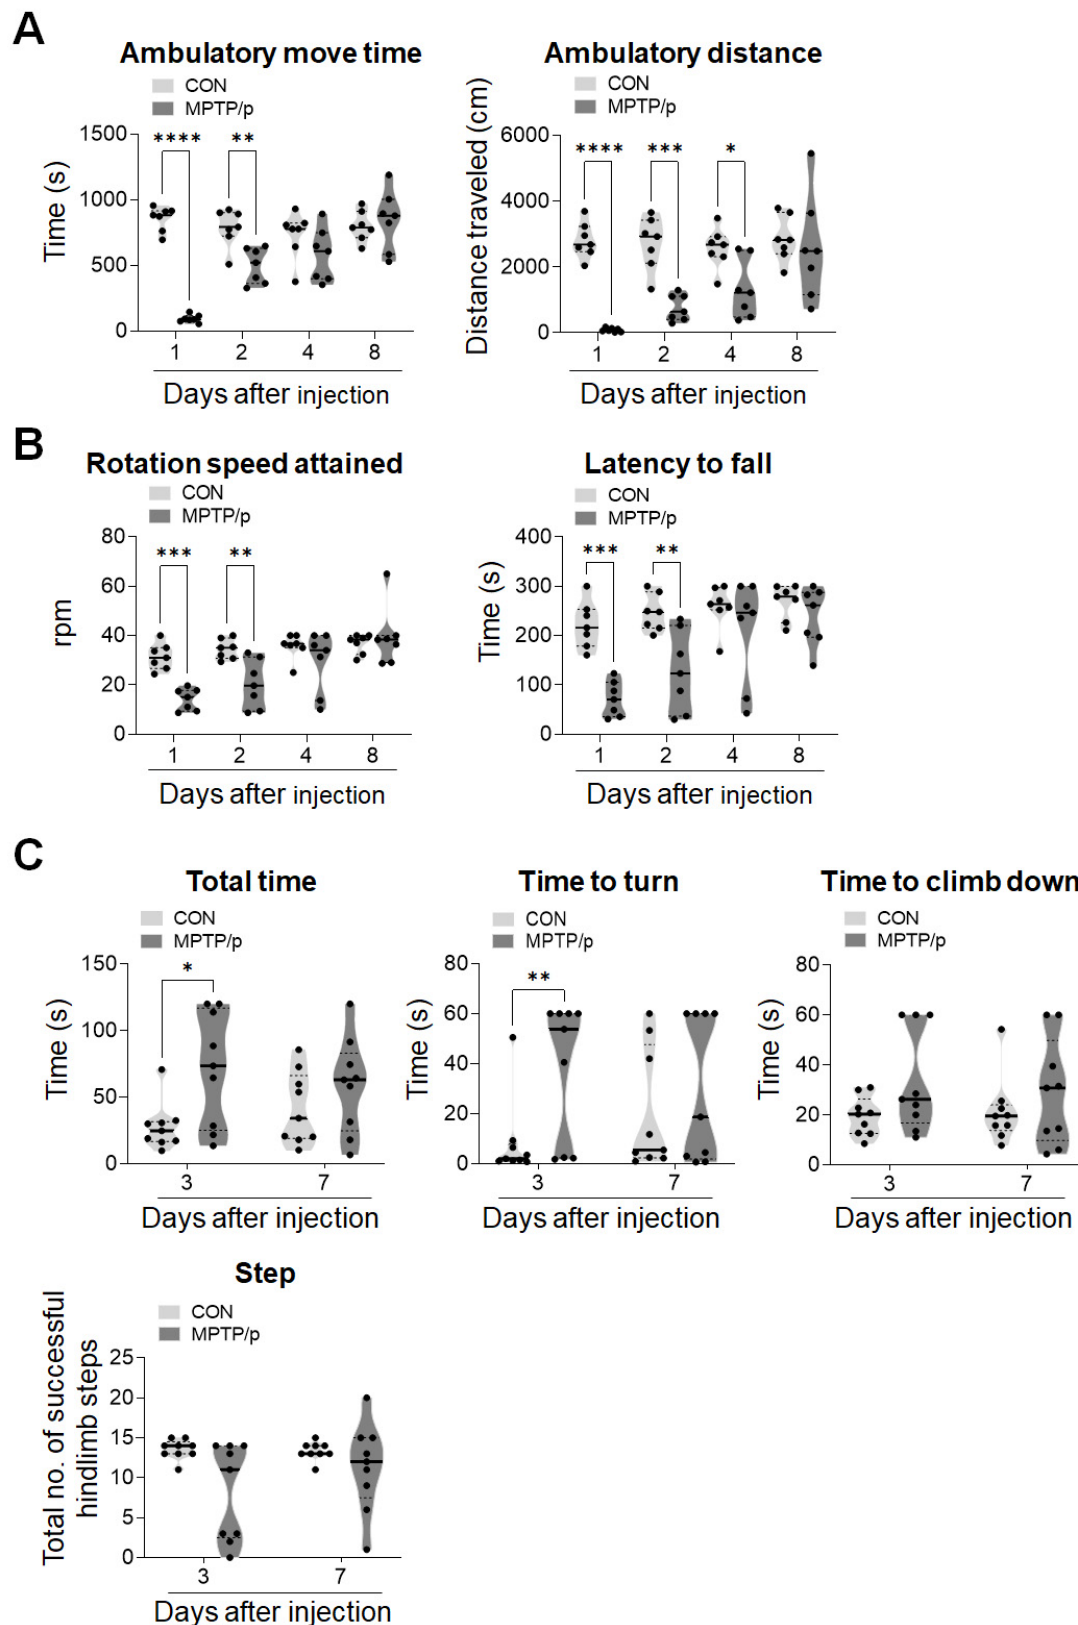 A
Ambulatory move time
CON
MPTP/p
Time (s)
1500
1000
500
0
****
**
1 2 4 8
Days after injection
Ambulatory distance
CON
MPTP/p
Distance traveled (cm)
6000
4000
2000
0
****
***
*
1 2 4 8
Days after injection
B
Rotation speed attained
CON
MPTP/p
rpm
80
60
40
20
0
***
**
1 2 4 8
Days after injection
Latency to fall
CON
MPTP/p
Time (s)
400
300
200
100
0
***
**
1 2 4 8
Days after injection
C
Total time
CON
MPTP/p
Time (s)
150
100
50
0
*
3 7
Days after injection
Time to turn
CON
MPTP/p
Time (s)
80
60
40
20
0
**
3 7
Days after injection
Time to climb down
CON
MPTP/p
Time (s)
80
60
40
20
0
3 7
Days after injection
Step
CON
MPTP/p
Total no. of successful
hindlimb steps
25
20
15
10
5
0
3 7
Days after injection